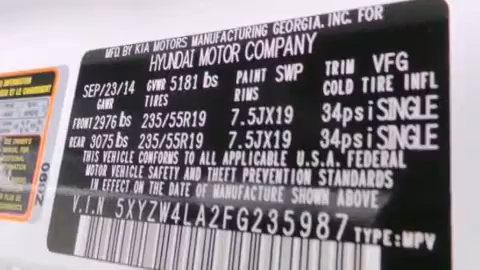 MFD BY KIA MOTORS MANUFACTURING GEORGIA, INC. FOR
HYUNDAI MOTOR COMPANY
SEP/23/14 GVWR 5181 lbs PAINT SWP TRIM VFG
GAWR TIRES RIMS COLD TIRE INFL
FRONT 2976 lbs 235/55R19 7.5JX19 34psi SINGLE
REAR 3075 lbs 235/55R19 7.5JX19 34psi SINGLE
THIS VEHICLE CONFORMS TO ALL APPLICABLE U.S.A. FEDERAL
MOTOR VEHICLE SAFETY AND THEFT PREVENTION STANDARDS
IN EFFECT ON THE DATE OF MANUFACTURE SHOWN ABOVE
V.I.N 5XYZW4LA2FG235987 TYPE:MPV